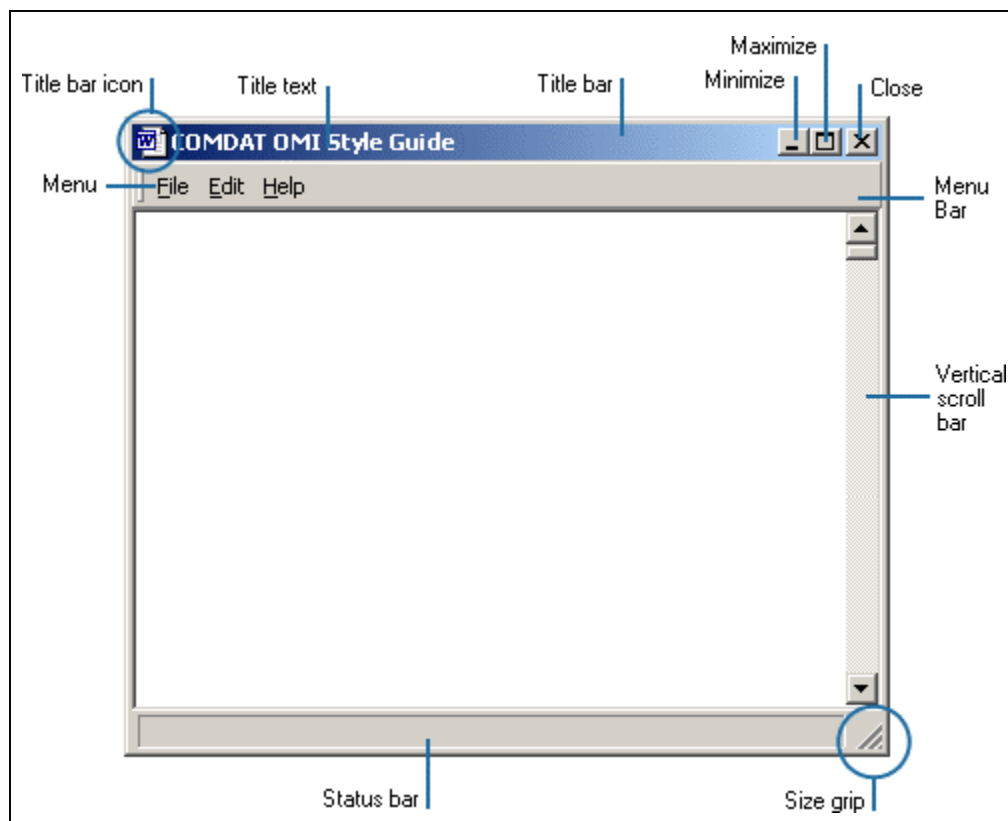 Maximize
Title bar icon
Title text
Title bar
Minimize
Close
COMDAT OMI Style Guide
Menu
File Edit Help
Menu
Bar
Vertical
scroll
bar
Status bar
Size grip